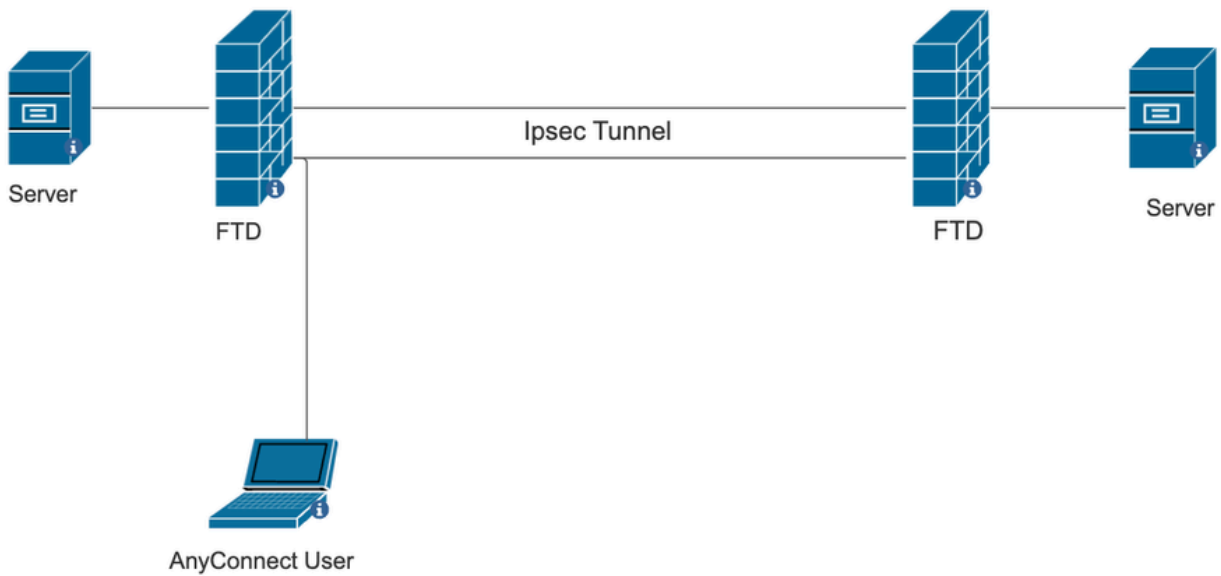 Ipsec Tunnel
Server
FTD
FTD
Server
AnyConnect User